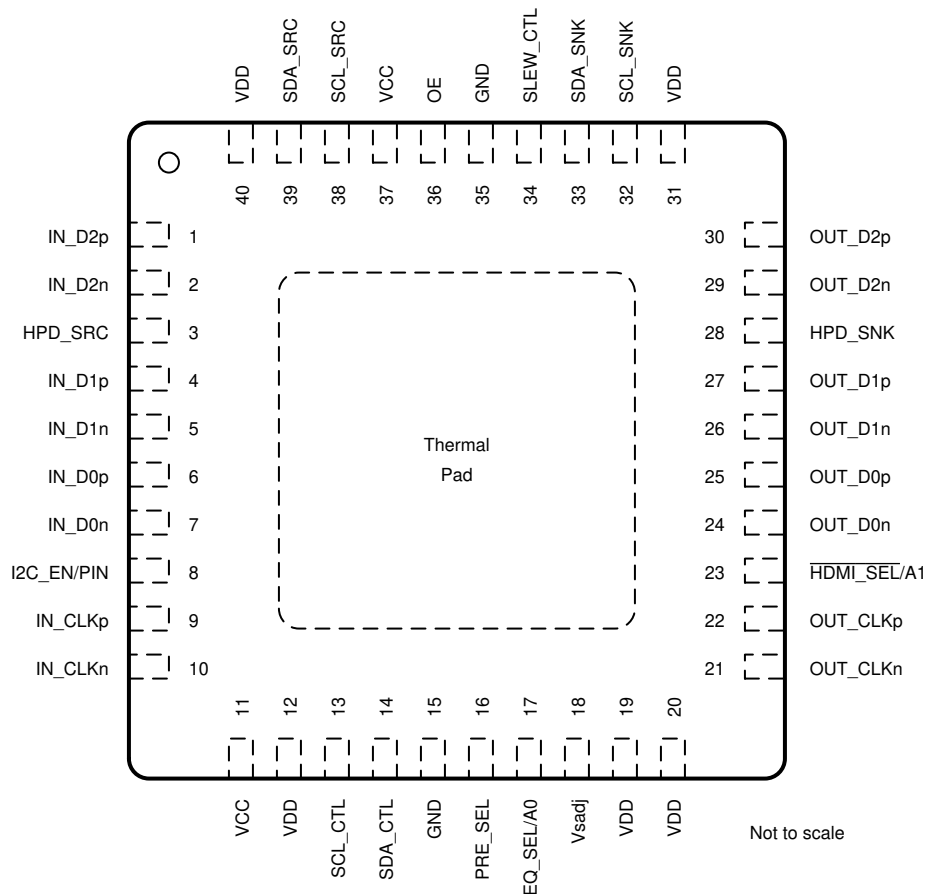 VDD
SDA_SRC
SCL_SRC
VCC
OE
GND
SLEW_CTL
SDA_SNK
SCL_SNK
VDD
40
39
38
37
36
35
34
33
32
31
IN_D2p 1
IN_D2n 2
HPD_SRC 3
IN_D1p 4
IN_D1n 5
IN_D0p 6
IN_D0n 7
I2C_EN/PIN 8
IN_CLKp 9
IN_CLKn 10
Thermal
Pad
30 OUT_D2p
29 OUT_D2n
28 HPD_SNK
27 OUT_D1p
26 OUT_D1n
25 OUT_D0p
24 OUT_D0n
23 HDMI_SEL/A1
22 OUT_CLKp
21 OUT_CLKn
11
12
13
14
15
16
17
18
19
20
VCC
VDD
SCL_CTL
SDA_CTL
GND
PRE_SEL
EQ_SEL/A0
Vsadj
VDD
VDD
Not to scale